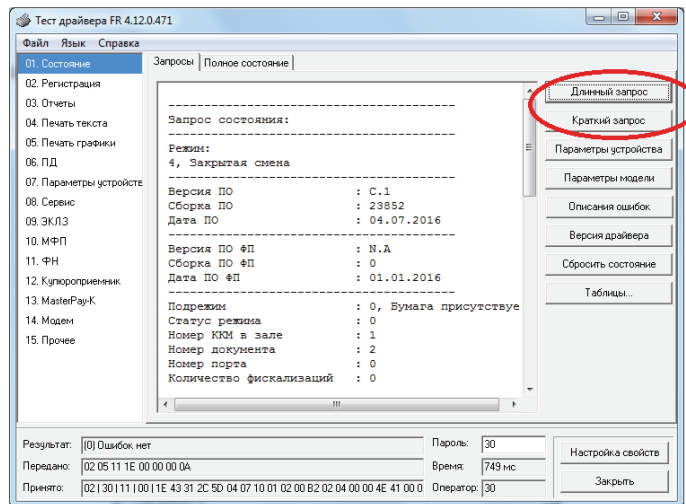 Тест драйвера FR 4.12.0.471
Файл Язык Справка
01. Состояние
02. Регистрация
03. Отчеты
04. Печать текста
05. Печать графики
06. ПД
07. Параметры устройств
08. Сервис
09. ЭКЛЗ
10. МФП
11. ФН
12. Купюроприемник
13. MasterPay-K
14. Модем
15. Прочее
Запросы Полное состояние
Запрос состояния:
Режим:
4, Закрытая смена
Версия ПО : C.1
Сборка ПО : 23852
Дата ПО : 04.07.2016
Версия ПО ФП : N.A
Сборка ПО ФП : 0
Дата ПО ФП : 01.01.2016
Подрежим : 0, Бумага присутствуе
Статус режима : 0
Номер ККМ в зале : 1
Номер документа : 2
Номер порта : 0
Количество фискализаций : 0
Длинный запрос
Краткий запрос
Параметры устройства
Параметры модели
Описания ошибок
Версия драйвера
Сбросить состояние
Таблицы...
Результат: (0) Ошибок нет
Пароль: 30
Передано: 02 05 11 1E 00 00 00 0A
Время: 749 мс
Принято: 02 | 30 | 11 | 00 | 1E 43 31 2C 5D 04 07 10 01 02 00 B2 02 04 00 00 4E 41 00 0
Оператор: 30
Настройка свойств
Закрыть